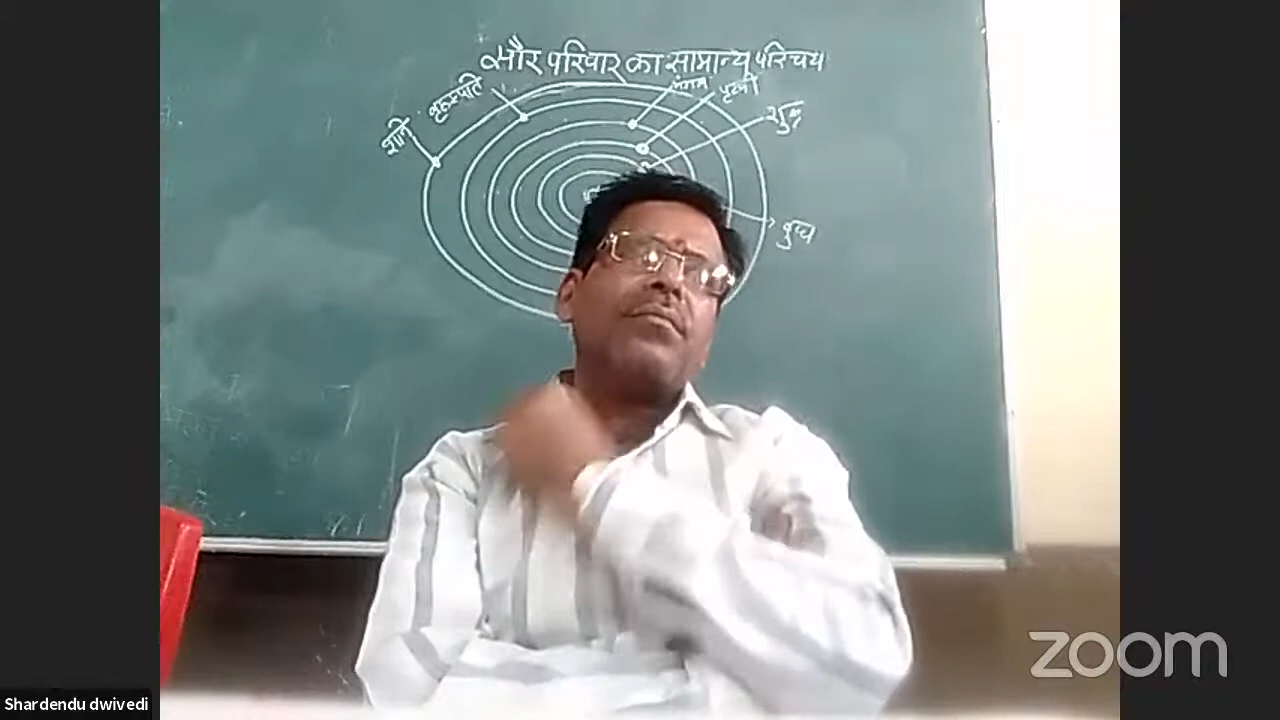 सौर परिवार का सामान्य परिचय
मंगल
पृथ्वी
बृहस्पति
शुक्र
शनि
बुध
zoom
Shardendu dwivedi